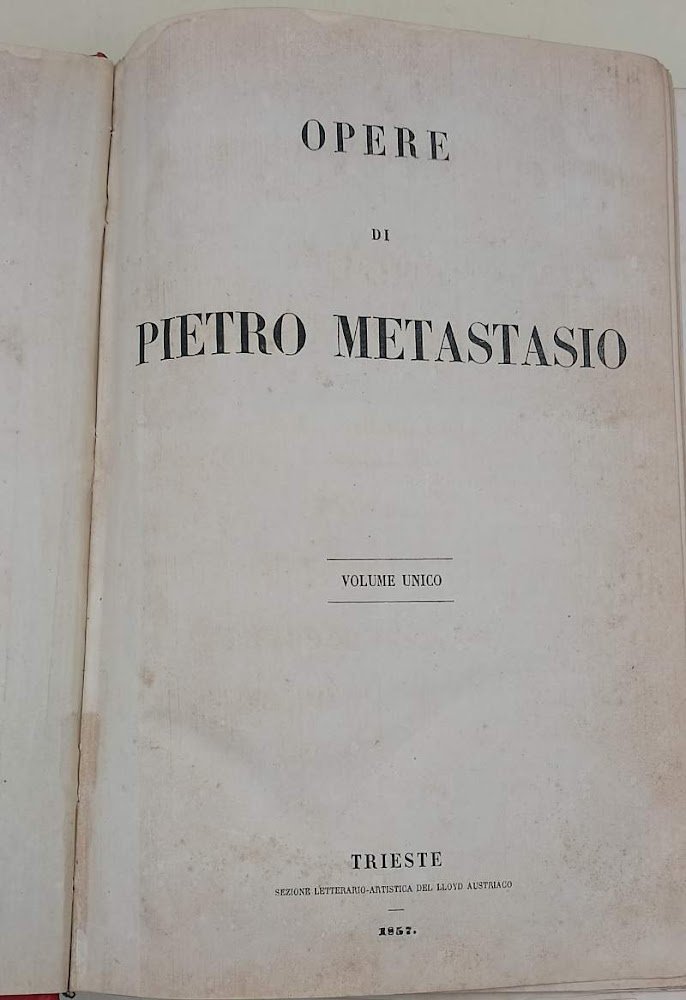 OPERE
DI
PIETRO METASTASIO
VOLUME UNICO
TRIESTE
SEZIONE LETTERARIO-ARTISTICA DEL LLOYD AUSTRIACO
1857.